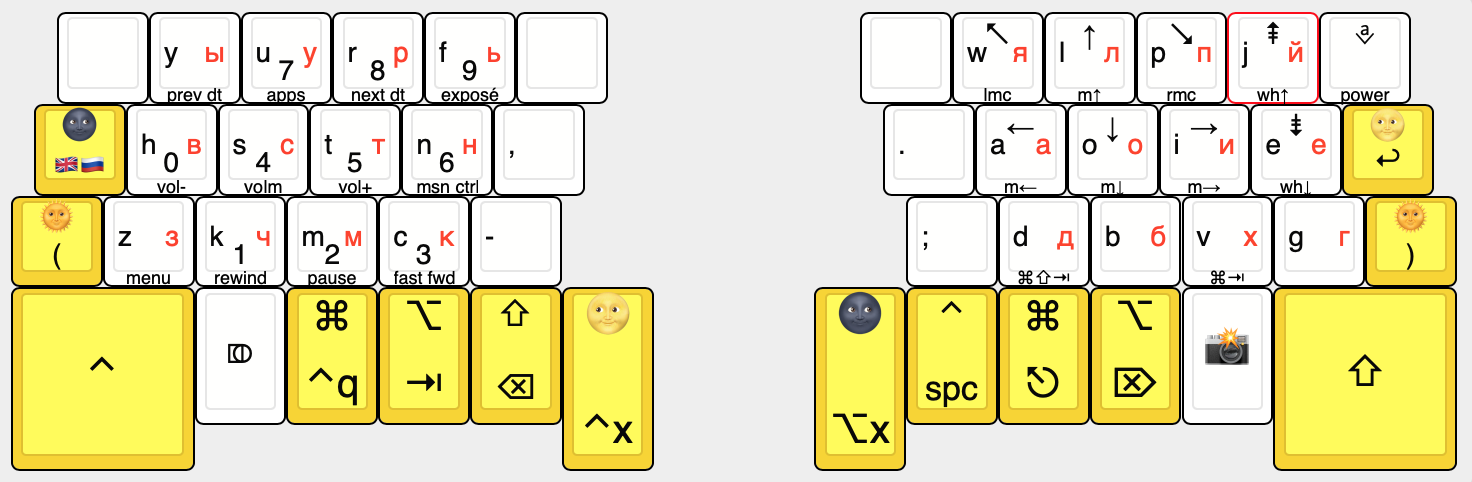 y ы u у r р f ь w я l л p п j й a
7 8 9
prev dt apps next dt exposé lmc m↑ rmc wh↑ power
h в s с t т n н , . a а o о i и e е
0 4 5 6
vol- volm vol+ msn ctrl m← m↓ m→ wh↓
( z з k ч m м c к - ; d д b б v х g г )
1 2 3
menu rewind pause fast fwd ⌘⇧⇥ ⌘⇥
⌘ ⌥ ⇧ ^ ⌘ ⌥
^ ⎄ ⇧
^q ⇥ ⌫ spc ⎋ ⌦
^x ⌥x